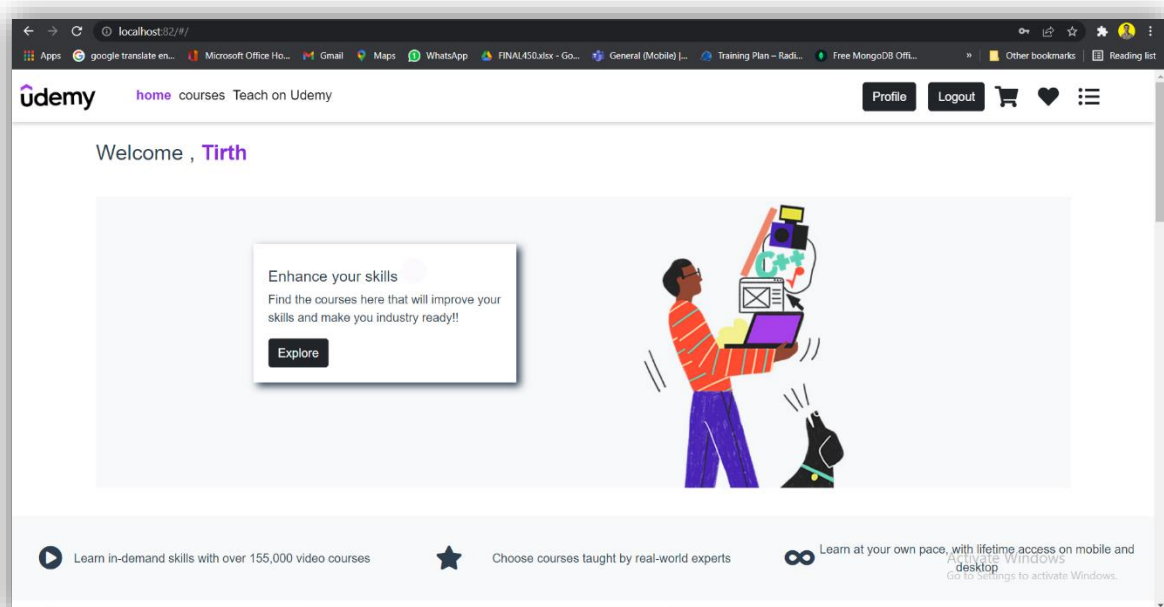 localhost:82/#/
Apps google translate en... Microsoft Office Ho... Gmail Maps WhatsApp FINAL450.xlsx - Go... General (Mobile) |... Training Plan – Radi... Free MongoDB Offi... » Other bookmarks Reading list
ûdemy home courses Teach on Udemy Profile Logout
Welcome , Tirth
Enhance your skills
Find the courses here that will improve your
skills and make you industry ready!!
Explore
C++
Learn in-demand skills with over 155,000 video courses
Choose courses taught by real-world experts
Learn at your own pace, with lifetime access on mobile and
desktop
Activate Windows
Go to Settings to activate Windows.